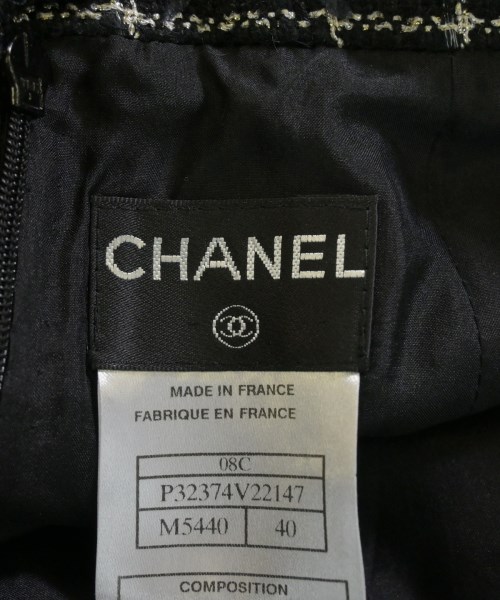 CHANEL
MADE IN FRANCE
FABRIQUE EN FRANCE
08C
P32374V22147
M5440 40
COMPOSITION